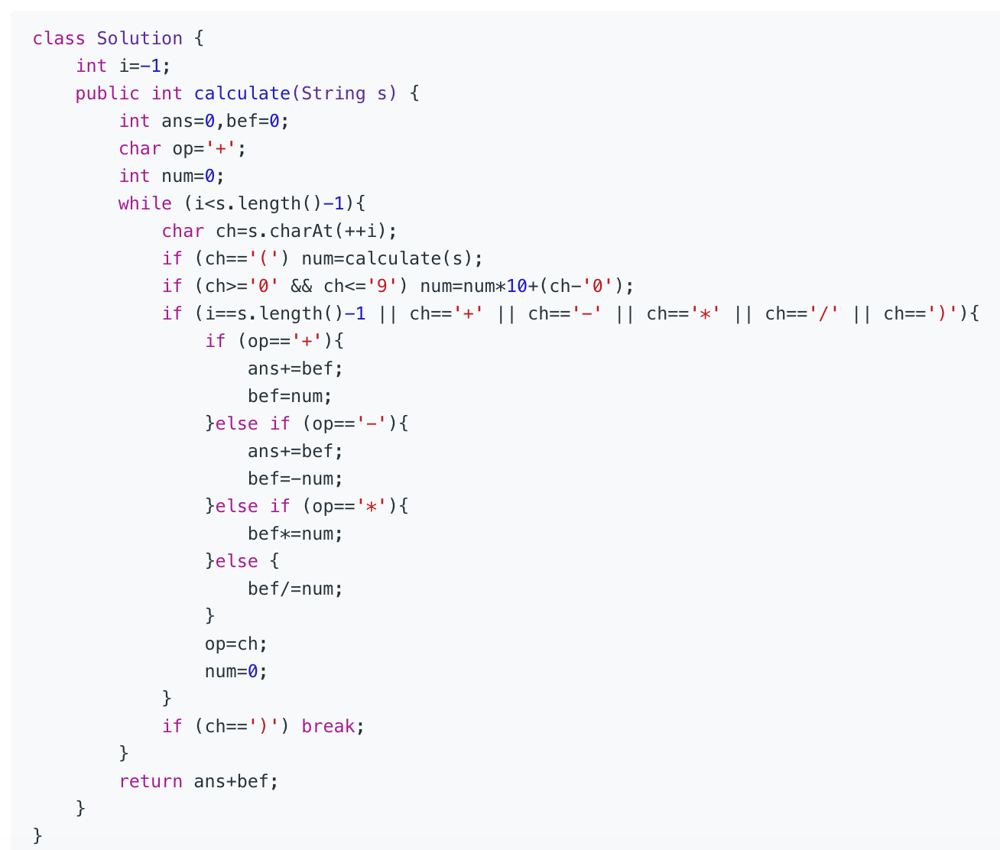 class Solution {
    int i=-1;
    public int calculate(String s) {
        int ans=0,bef=0;
        char op='+';
        int num=0;
        while (i<s.length()-1){
            char ch=s.charAt(++i);
            if (ch=='(') num=calculate(s);
            if (ch>='0' && ch<='9') num=num*10+(ch-'0');
            if (i==s.length()-1 || ch=='+' || ch=='-' || ch=='*' || ch=='/' || ch==')'){
                if (op=='+'){
                    ans+=bef;
                    bef=num;
                }else if (op=='-'){
                    ans+=bef;
                    bef=-num;
                }else if (op=='*'){
                    bef*=num;
                }else {
                    bef/=num;
                }
                op=ch;
                num=0;
            }
            if (ch==')') break;
        }
        return ans+bef;
    }
}